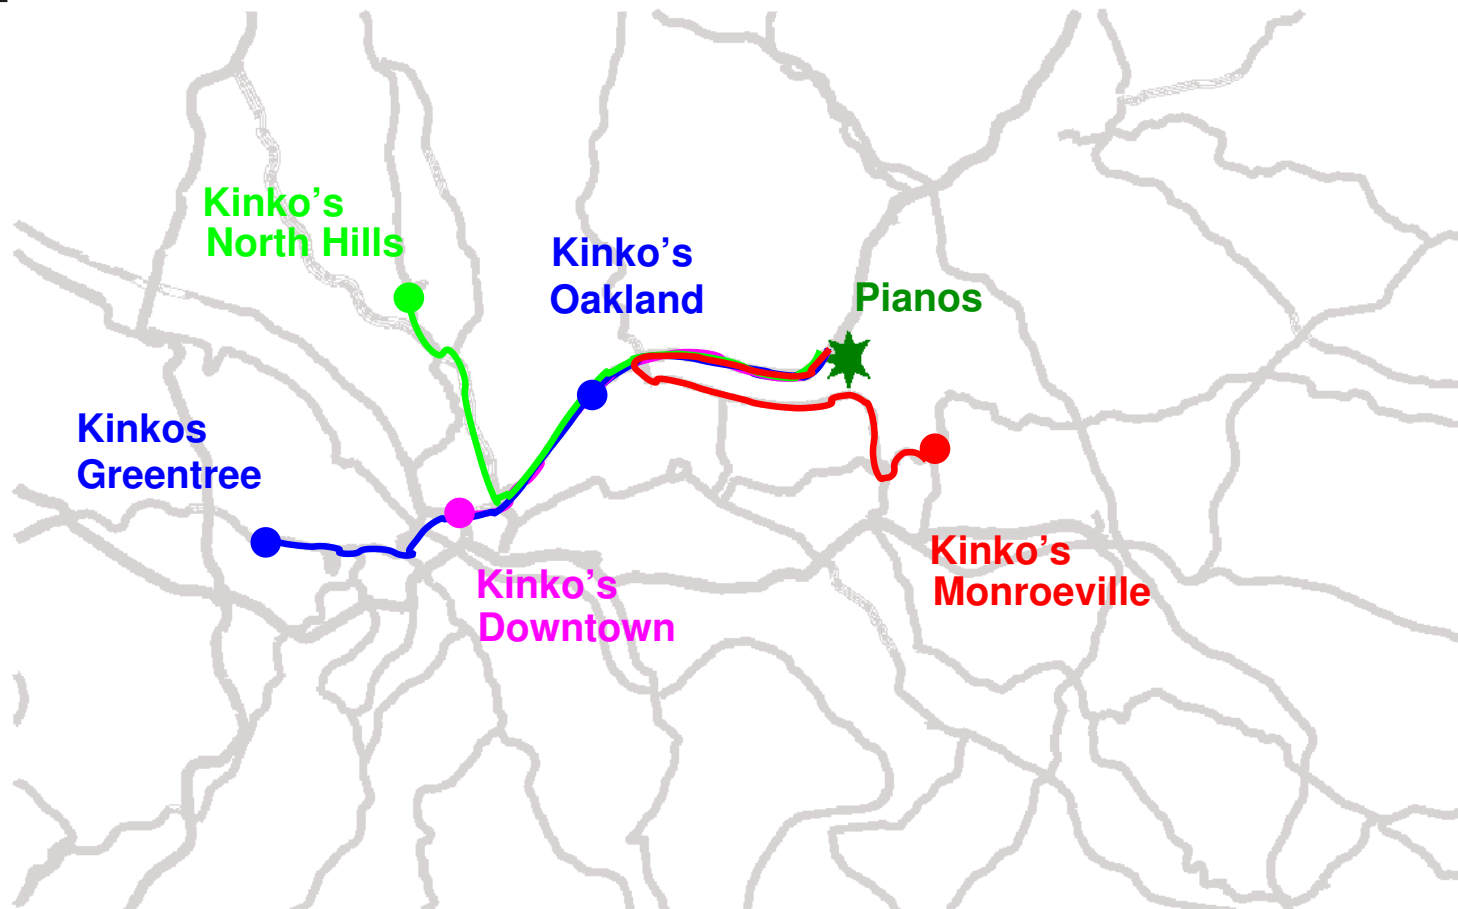 Kinko’s
North Hills
Kinko’s
Oakland
Pianos
Kinkos
Greentree
Kinko’s
Downtown
Kinko’s
Monroeville